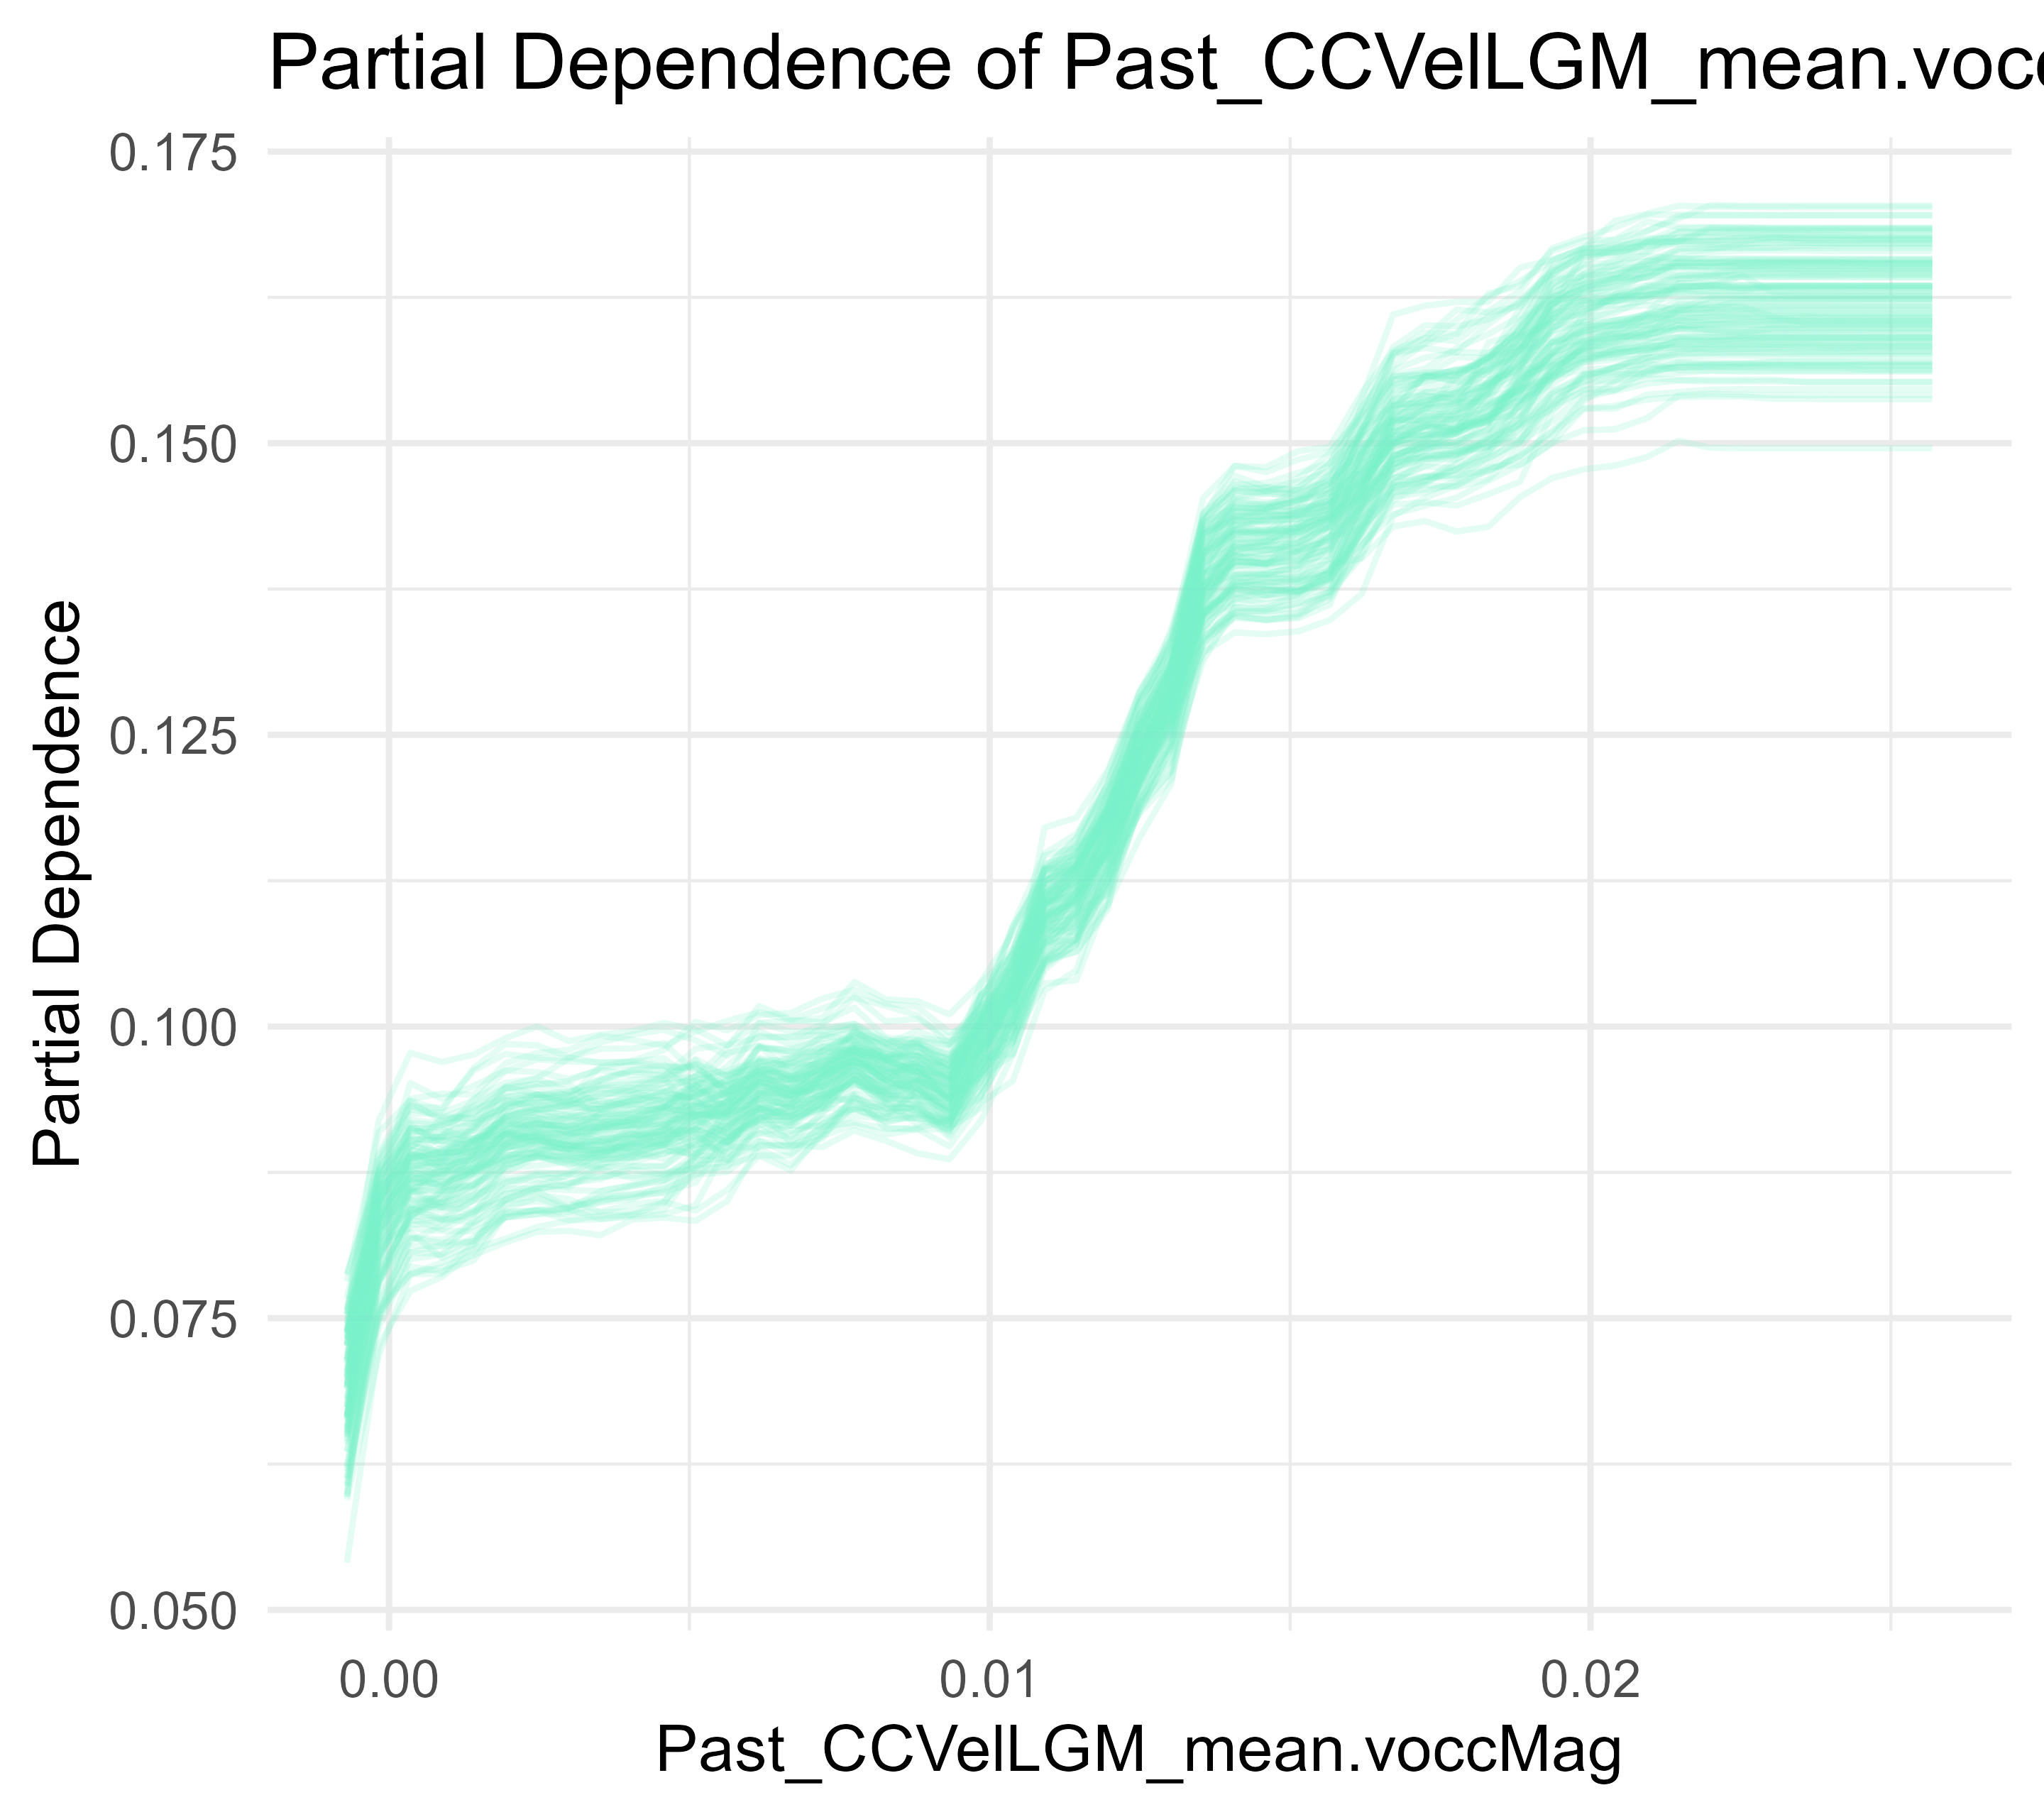 Partial Dependence of Past_CCVelLGM_mean.vocc
0.175
0.150
0.125
0.100
0.075
0.050
Partial Dependence
0.00 0.01 0.02
Past_CCVelLGM_mean.voccMag